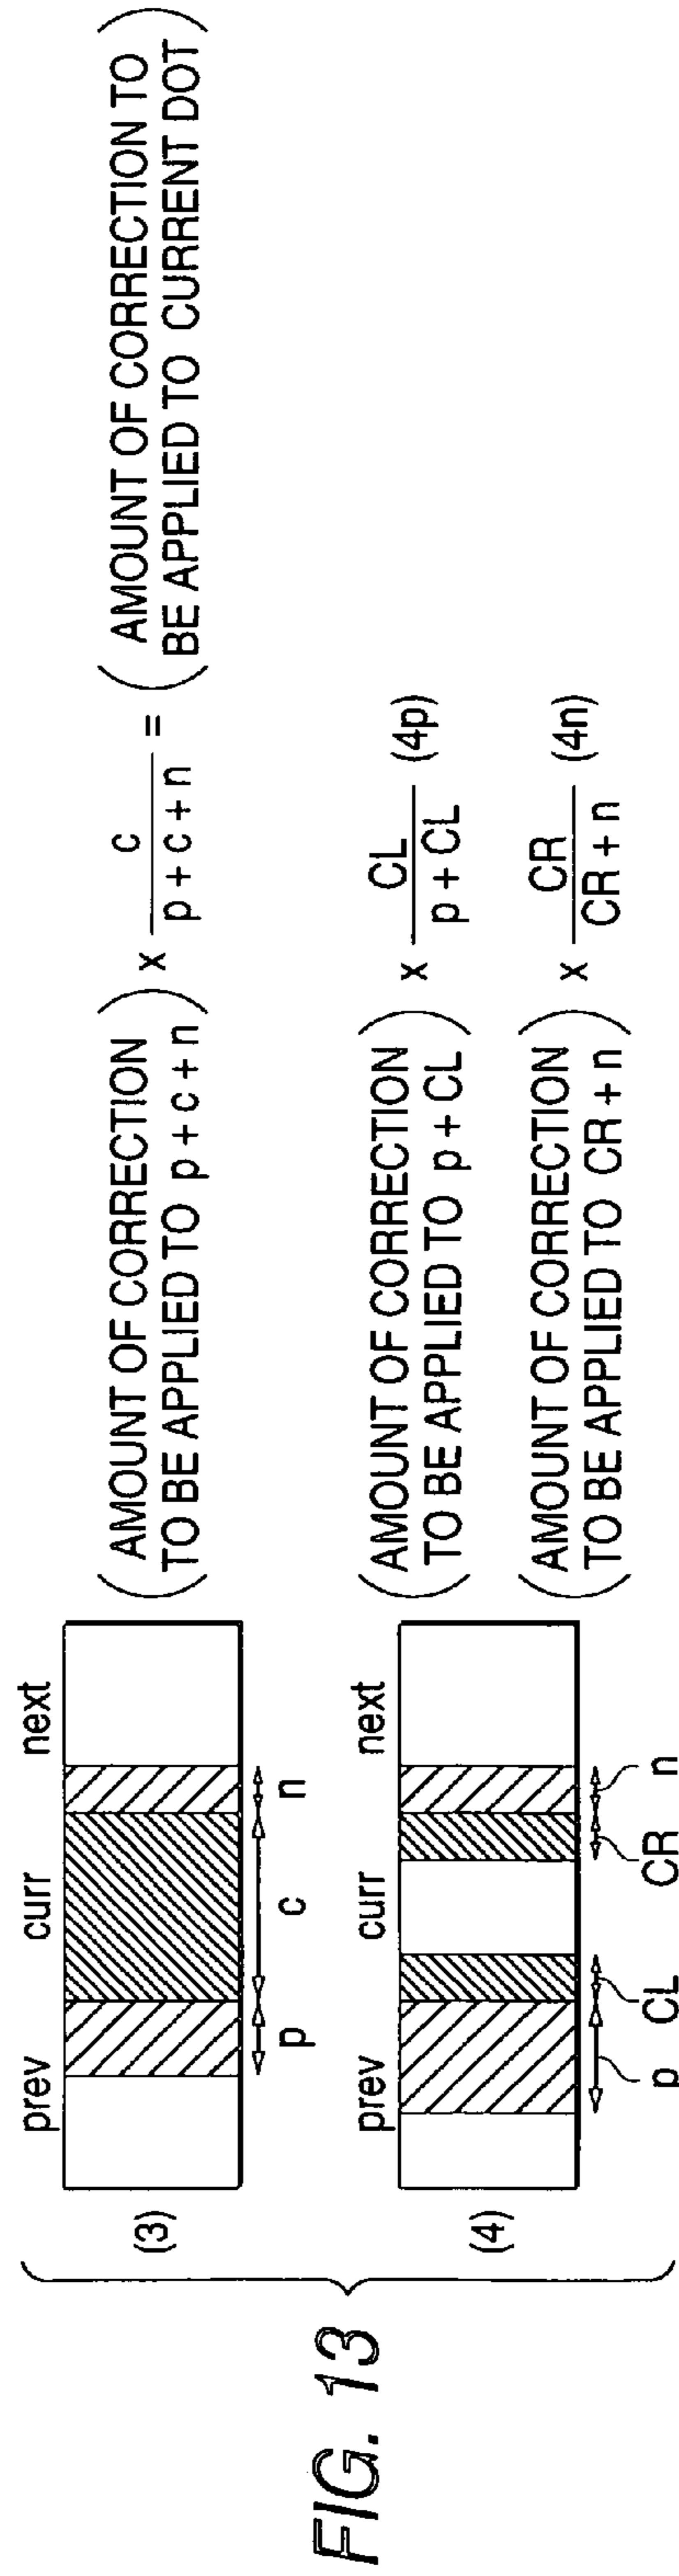 FIG. 13
(3)
prev curr next
p c n
( AMOUNT OF CORRECTION
TO BE APPLIED TO p + c + n ) x c / p + c + n = ( AMOUNT OF CORRECTION TO
BE APPLIED TO CURRENT DOT )
(4)
prev curr next
p CL CR n
( AMOUNT OF CORRECTION
TO BE APPLIED TO p + CL ) x CL / p + CL (4p)
( AMOUNT OF CORRECTION
TO BE APPLIED TO CR + n ) x CR / CR + n (4n)